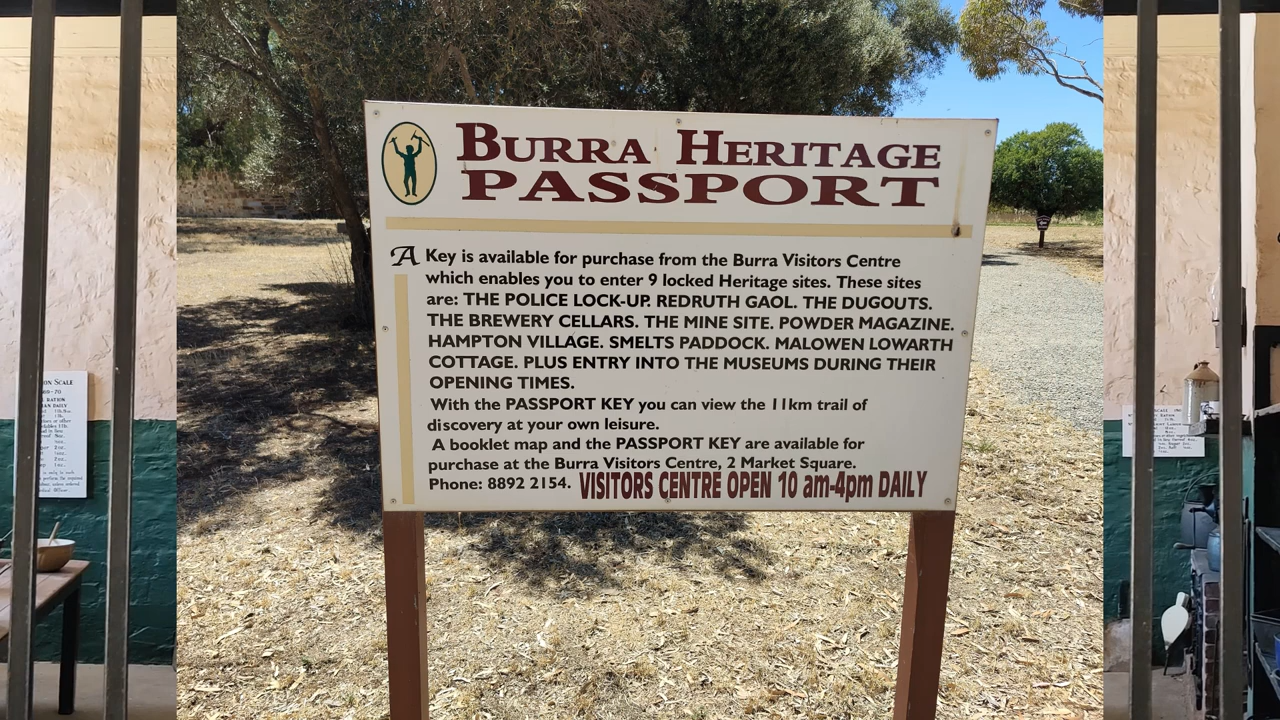 BURRA HERITAGE
PASSPORT
A Key is available for purchase from the Burra Visitors Centre
which enables you to enter 9 locked Heritage sites. These sites
are: THE POLICE LOCK-UP. REDRUTH GAOL. THE DUGOUTS.
THE BREWERY CELLARS. THE MINE SITE. POWDER MAGAZINE.
HAMPTON VILLAGE. SMELTS PADDOCK. MALOWEN LOWARTH
COTTAGE. PLUS ENTRY INTO THE MUSEUMS DURING THEIR
OPENING TIMES.
With the PASSPORT KEY you can view the 11km trail of
discovery at your own leisure.
A booklet map and the PASSPORT KEY are available for
purchase at the Burra Visitors Centre, 2 Market Square.
Phone: 8892 2154. VISITORS CENTRE OPEN 10 am-4pm DAILY
SCALE
RATION
DAILY